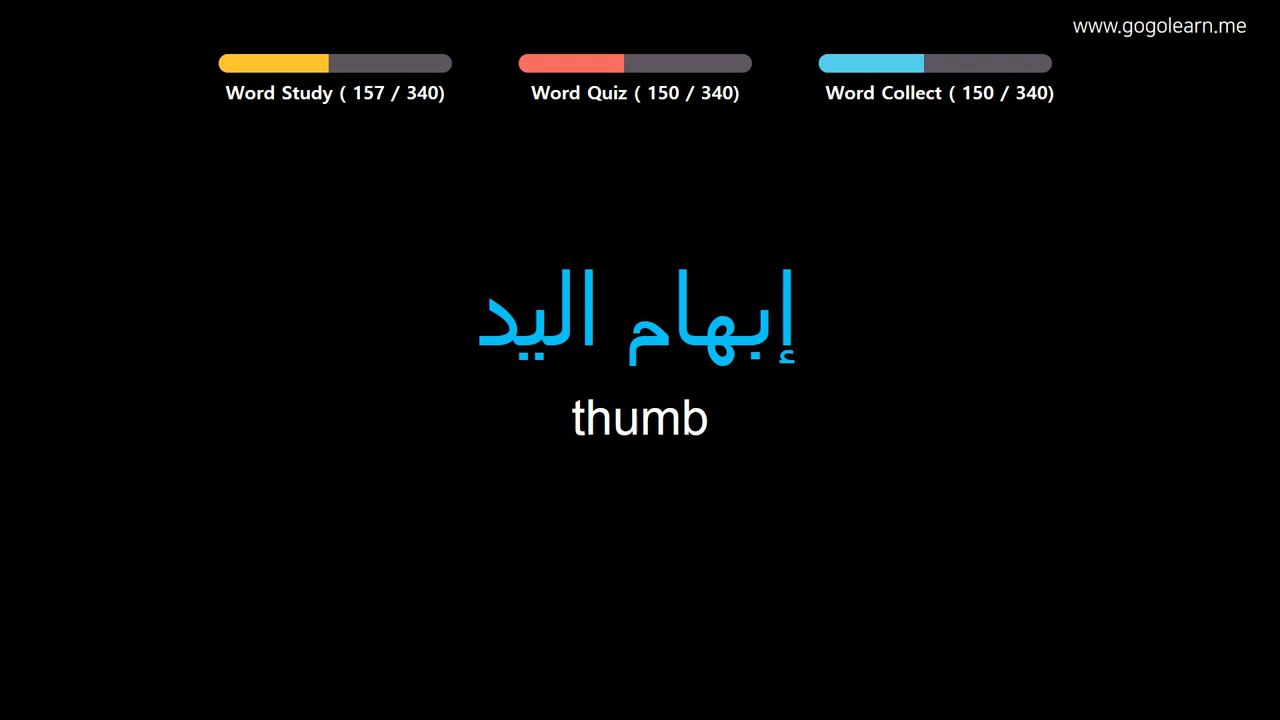 www.gogolearn.me
Word Study ( 157 / 340)
Word Quiz ( 150 / 340)
Word Collect ( 150 / 340)
إبهام اليد
thumb